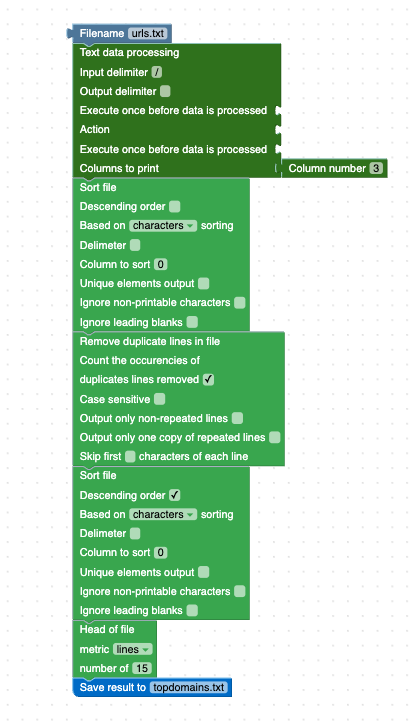 Filename urls.txt
Text data processing
Input delimiter /
Output delimiter
Execute once before data is processed
Action
Execute once before data is processed
Columns to print Column number 3
Sort file
Descending order
Based on characters sorting
Delimeter
Column to sort 0
Unique elements output
Ignore non-printable characters
Ignore leading blanks
Remove duplicate lines in file
Count the occurencies of
duplicates lines removed ✓
Case sensitive
Output only non-repeated lines
Output only one copy of repeated lines
Skip first characters of each line
Sort file
Descending order ✓
Based on characters sorting
Delimeter
Column to sort 0
Unique elements output
Ignore non-printable characters
Ignore leading blanks
Head of file
metric lines
number of 15
Save result to topdomains.txt